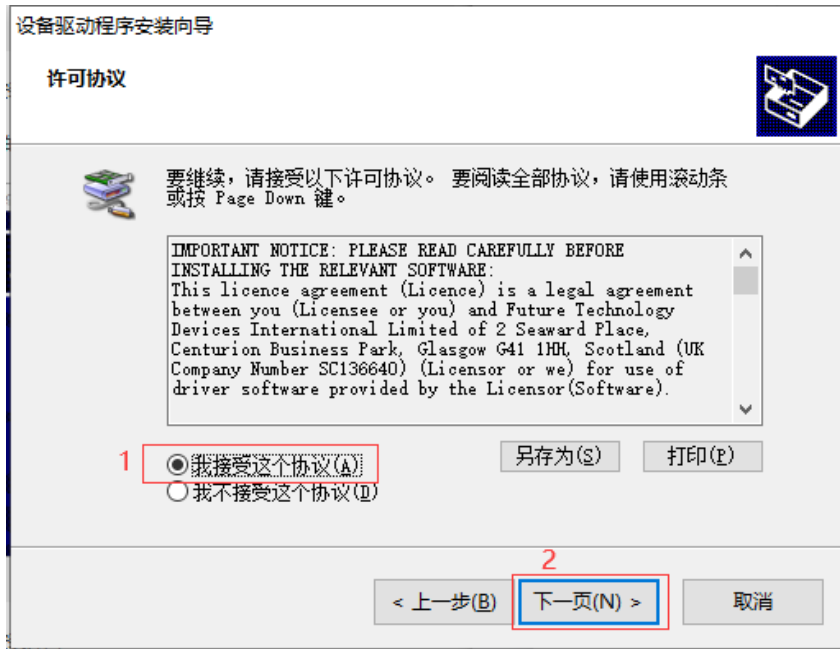 设备驱动程序安装向导
许可协议
要继续，请接受以下许可协议。 要阅读全部协议，请使用滚动条
或按 Page Down 键。
IMPORTANT NOTICE: PLEASE READ CAREFULLY BEFORE
INSTALLING THE RELEVANT SOFTWARE:
This licence agreement (Licence) is a legal agreement
between you (Licensee or you) and Future Technology
Devices International Limited of 2 Seaward Place,
Centurion Business Park, Glasgow G41 1HH, Scotland (UK
Company Number SC136640) (Licensor or we) for use of
driver software provided by the Licensor(Software).
1
我接受这个协议(A)
另存为(S)
打印(P)
我不接受这个协议(D)
2
< 上一步(B)
下一页(N) >
取消